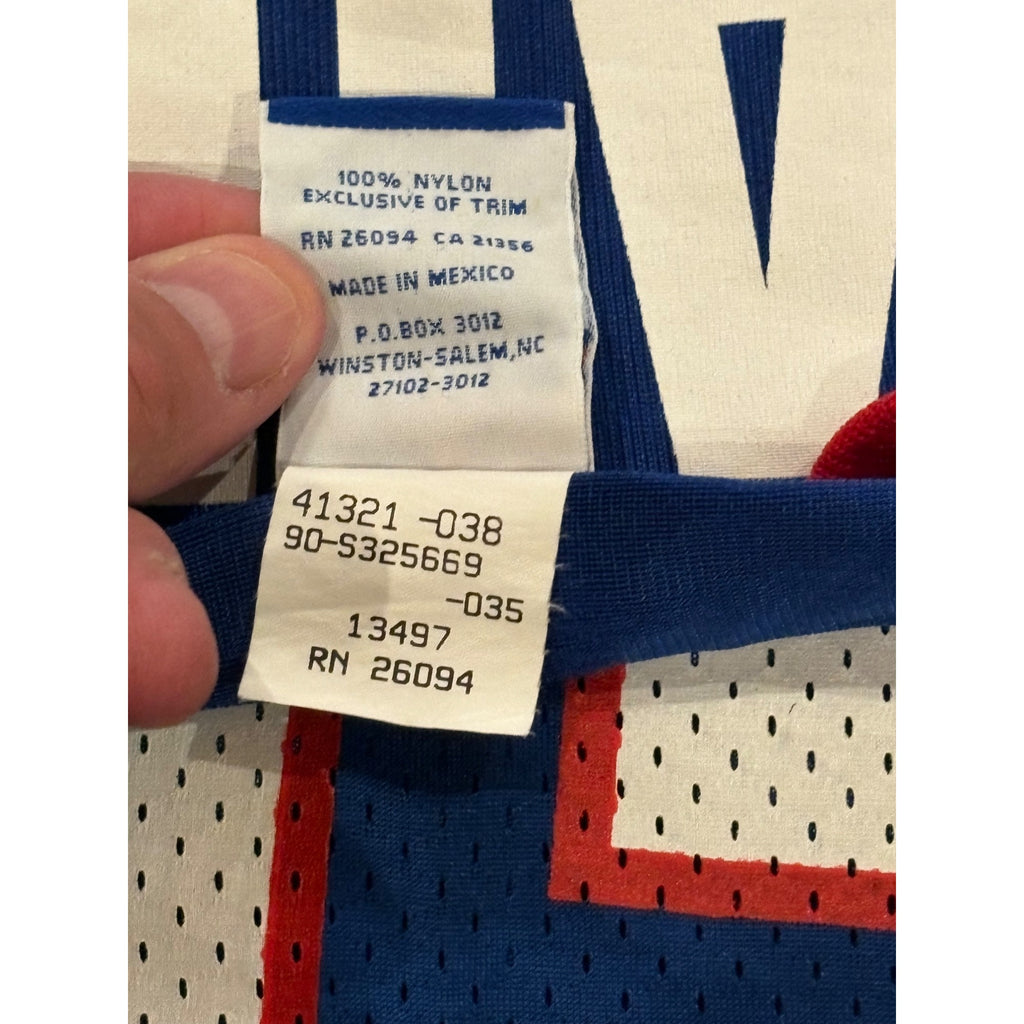 100% NYLON
EXCLUSIVE OF TRIM
RN 26094 CA 21356
MADE IN MEXICO
P.O.BOX 3012
WINSTON-SALEM,NC
27102-3012
41321 -038
90-S325669
-035
13497
RN 26094